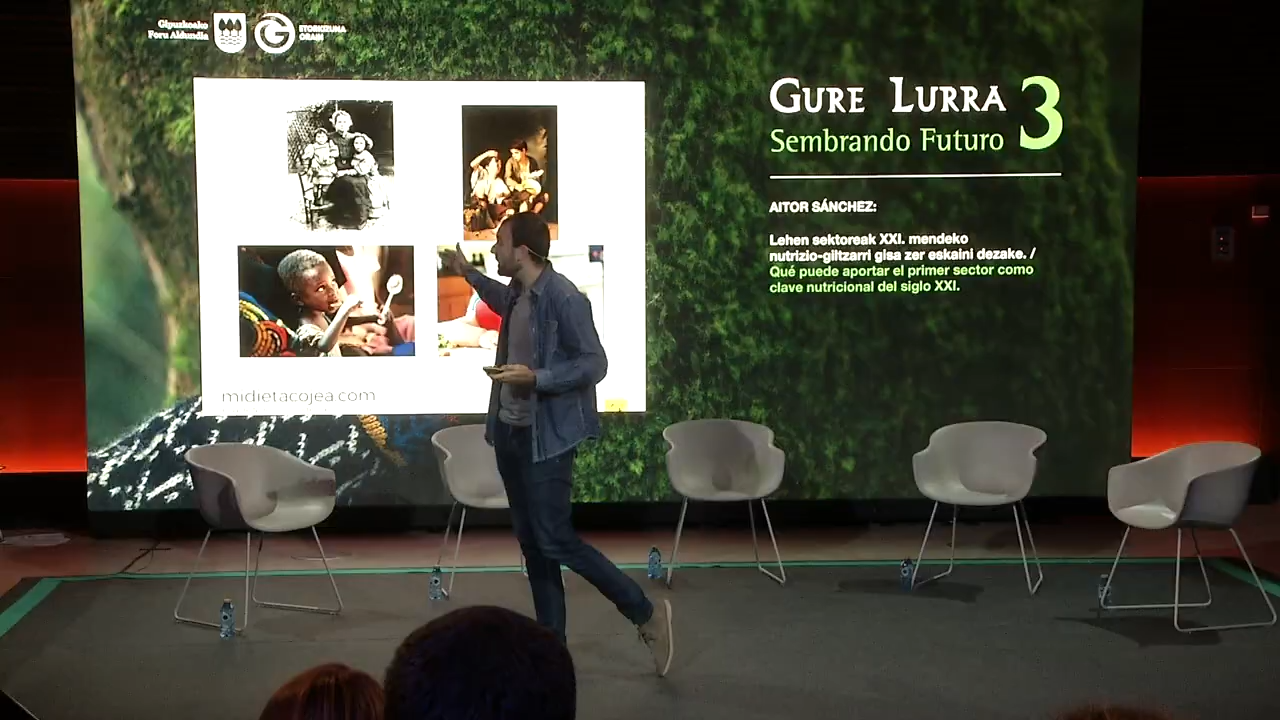 Gipuzkoako
Foru Aldundia
ETORKIZUNA
ORAIN
GURE LURRA 3
Sembrando Futuro
AITOR SÁNCHEZ:
Lehen sektoreak XXI. mendeko
nutrizio-giltzarri gisa zer eskaini dezake. /
Qué puede aportar el primer sector como
clave nutricional del siglo XXI.
midietacojea.com